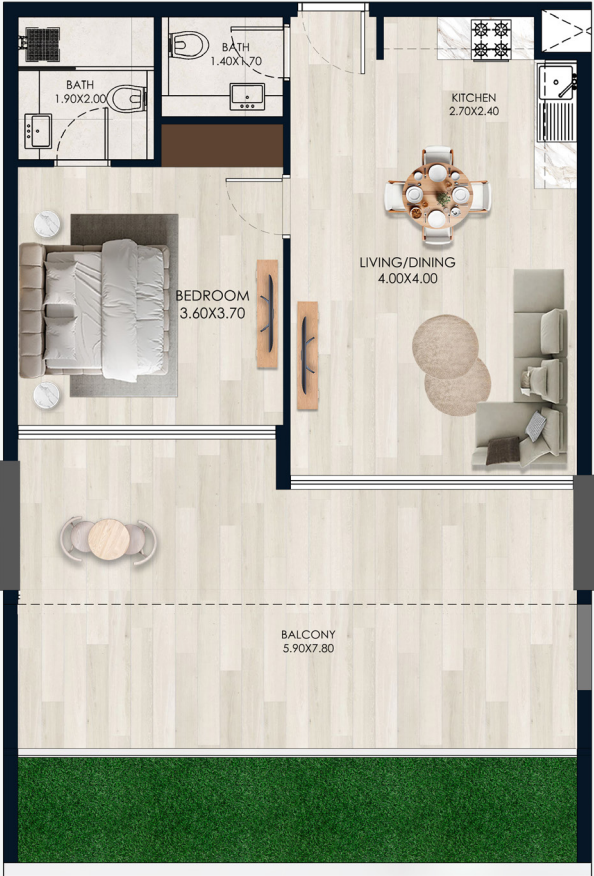 BATH
1.40X1.70
BATH
1.90X2.00
KITCHEN
2.70X2.40
LIVING/DINING
4.00X4.00
BEDROOM
3.60X3.70
BALCONY
5.90X7.80